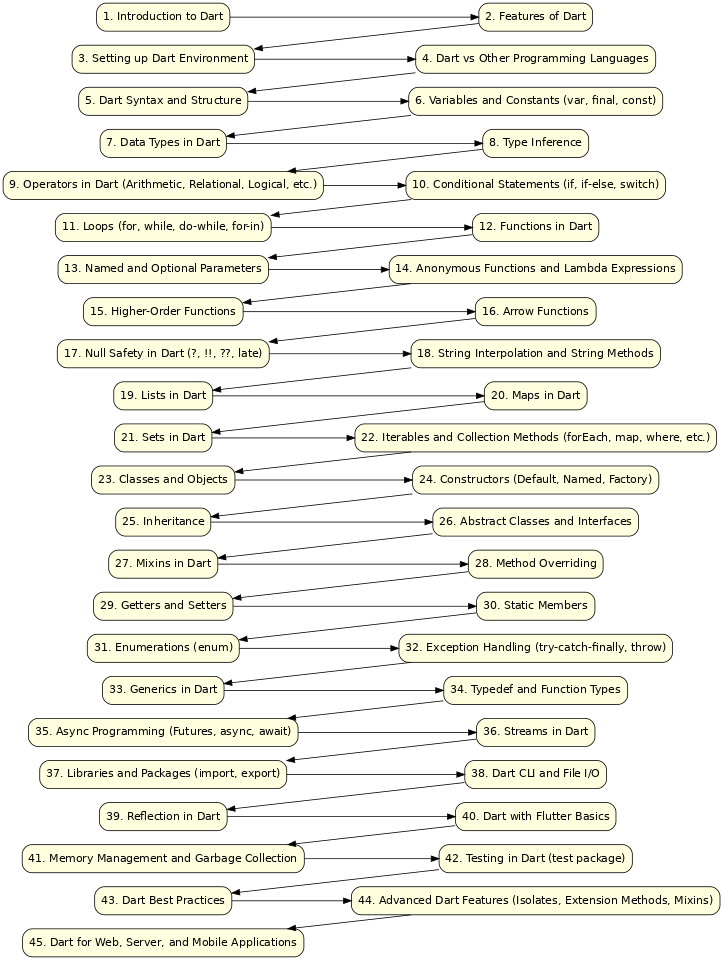 1. Introduction to Dart
2. Features of Dart
3. Setting up Dart Environment
4. Dart vs Other Programming Languages
5. Dart Syntax and Structure
6. Variables and Constants (var, final, const)
7. Data Types in Dart
8. Type Inference
9. Operators in Dart (Arithmetic, Relational, Logical, etc.)
10. Conditional Statements (if, if-else, switch)
11. Loops (for, while, do-while, for-in)
12. Functions in Dart
13. Named and Optional Parameters
14. Anonymous Functions and Lambda Expressions
15. Higher-Order Functions
16. Arrow Functions
17. Null Safety in Dart (?, !!, ??, late)
18. String Interpolation and String Methods
19. Lists in Dart
20. Maps in Dart
21. Sets in Dart
22. Iterables and Collection Methods (forEach, map, where, etc.)
23. Classes and Objects
24. Constructors (Default, Named, Factory)
25. Inheritance
26. Abstract Classes and Interfaces
27. Mixins in Dart
28. Method Overriding
29. Getters and Setters
30. Static Members
31. Enumerations (enum)
32. Exception Handling (try-catch-finally, throw)
33. Generics in Dart
34. Typedef and Function Types
35. Async Programming (Futures, async, await)
36. Streams in Dart
37. Libraries and Packages (import, export)
38. Dart CLI and File I/O
39. Reflection in Dart
40. Dart with Flutter Basics
41. Memory Management and Garbage Collection
42. Testing in Dart (test package)
43. Dart Best Practices
44. Advanced Dart Features (Isolates, Extension Methods, Mixins)
45. Dart for Web, Server, and Mobile Applications